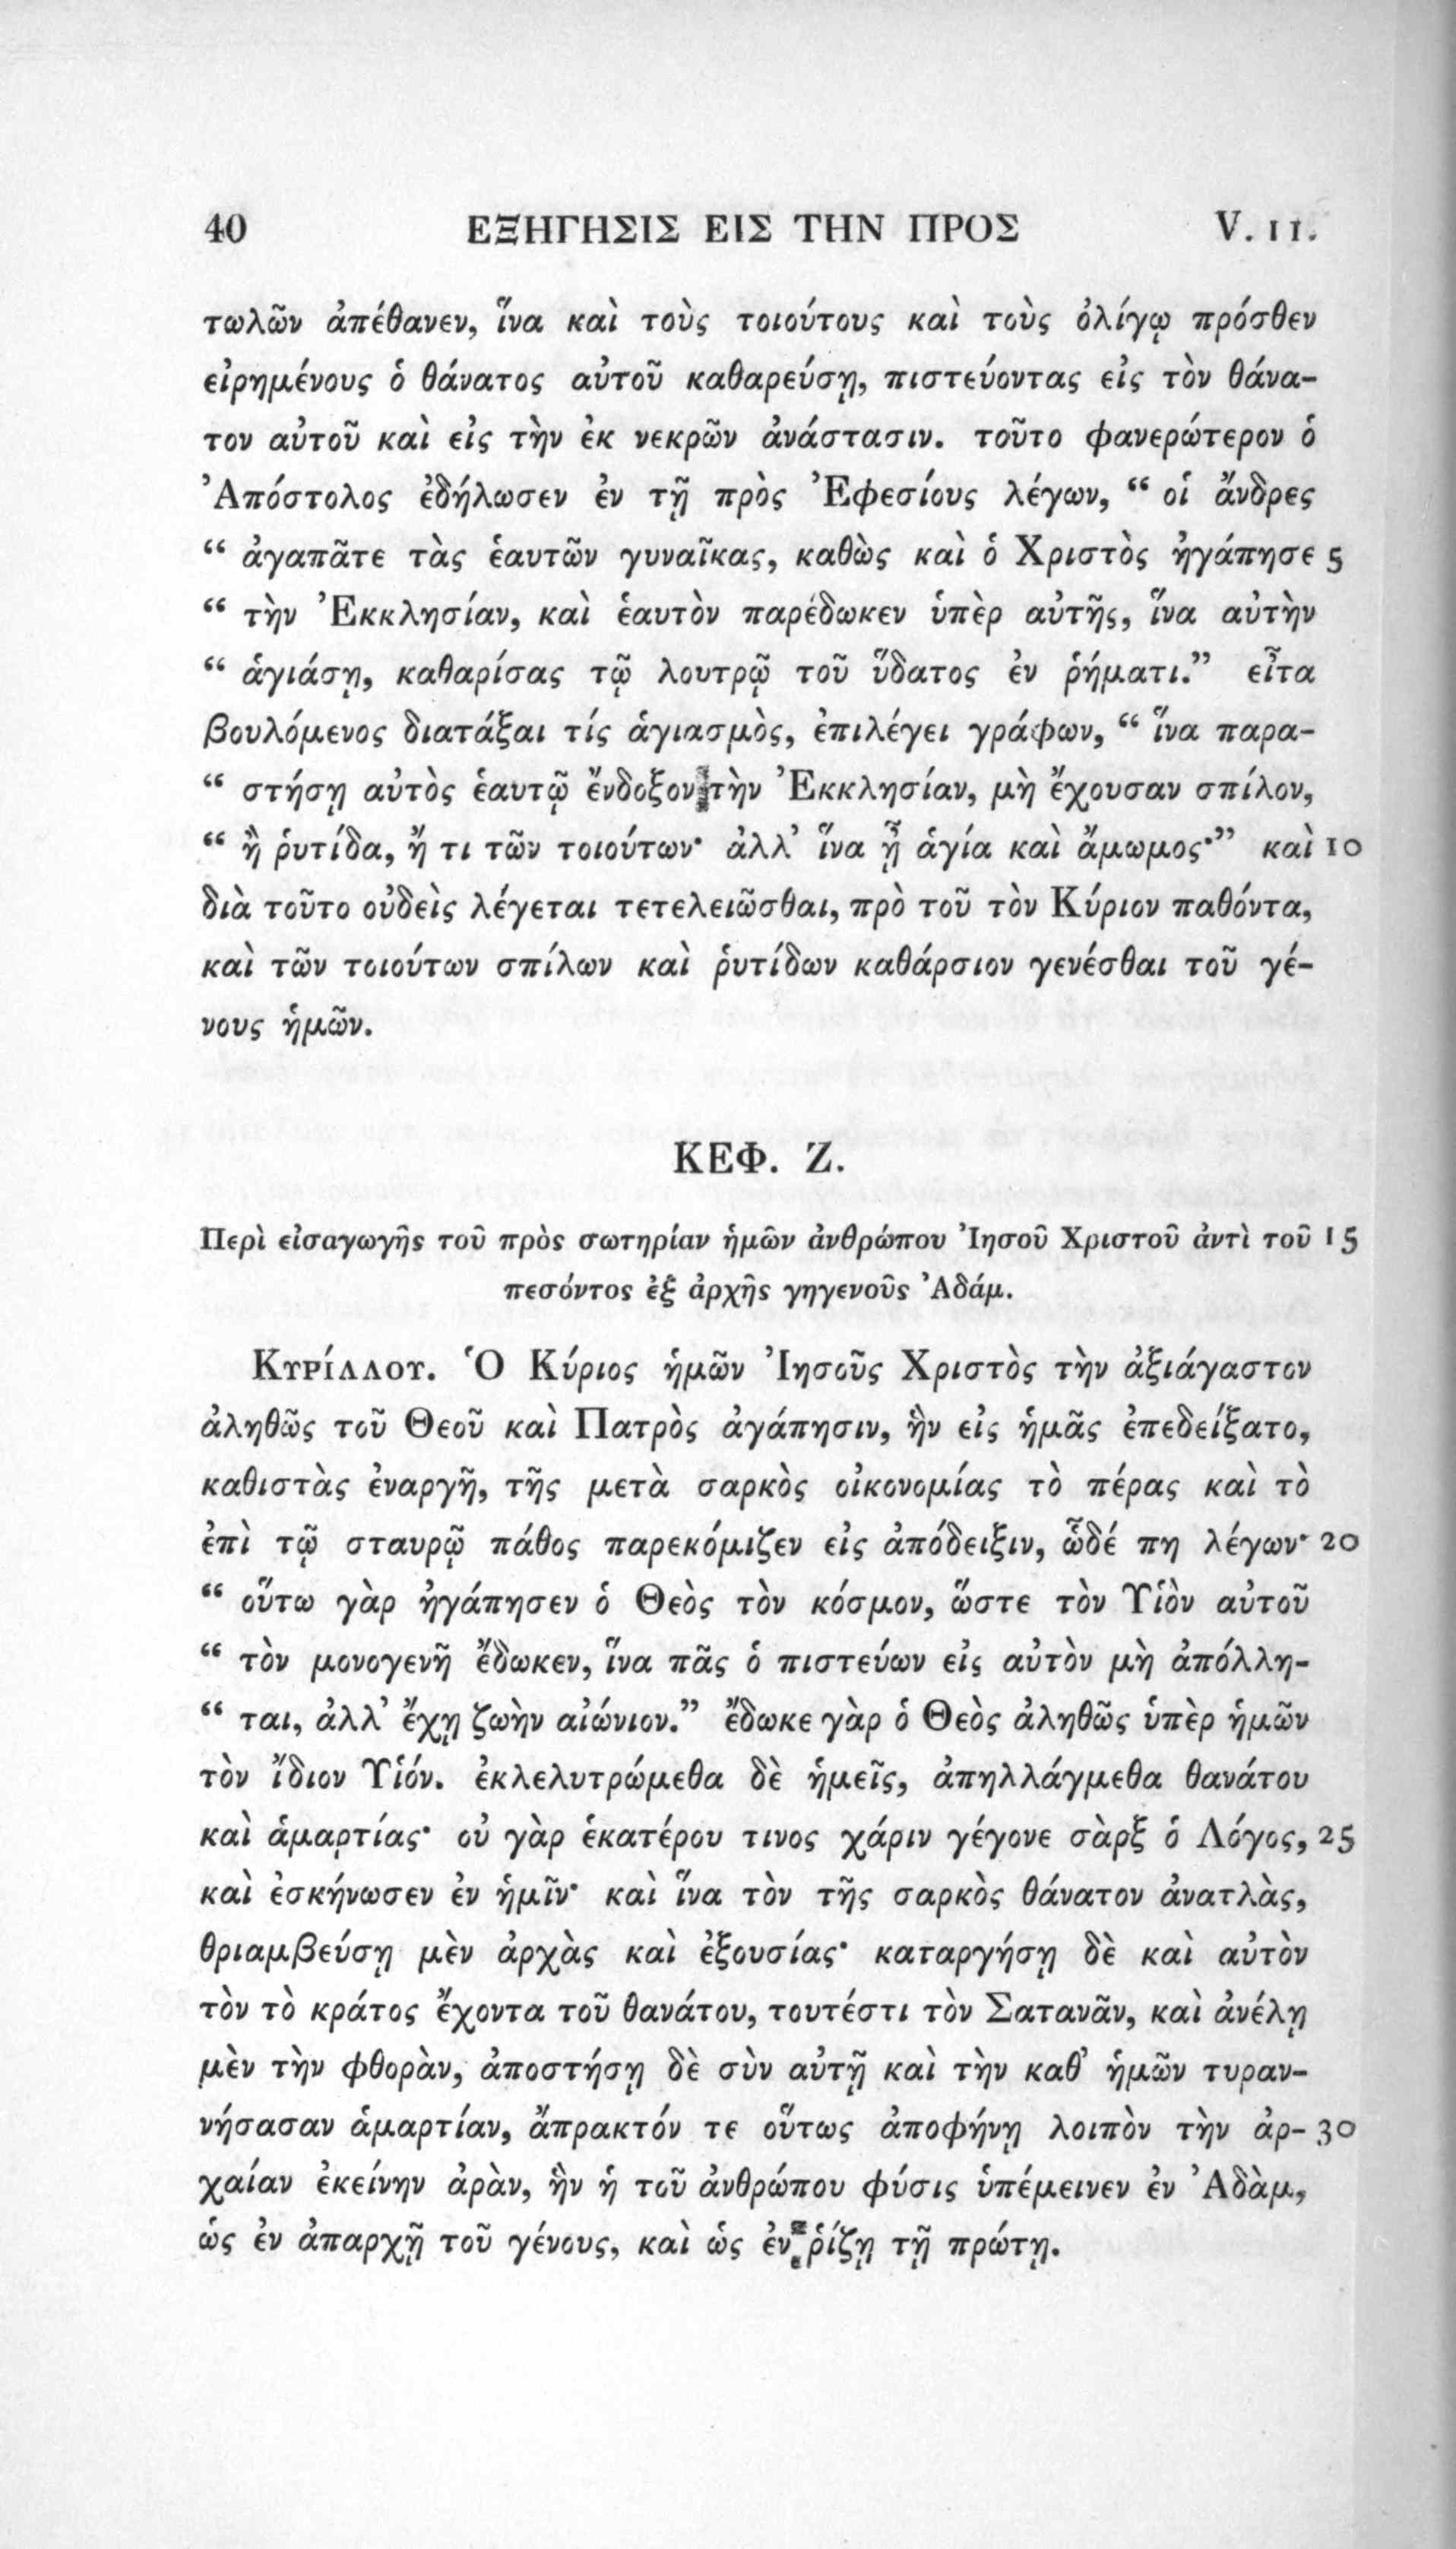 40 ΕΞΗΓΗΣΙΣ ΕΙΣ ΤΗΝ ΠΡΟΣ V. 11.
τωλῶν ἀπέθανεν, ἵνα καὶ τοὺς τοιούτους καὶ τοὺς ὀλίγῳ πρόσθεν
εἰρημένους ὁ θάνατος αὐτοῦ καθαρεύσῃ, πιστεύοντας εἰς τὸν θάνα-
τον αὐτοῦ καὶ εἰς τὴν ἐκ νεκρῶν ἀνάστασιν. τοῦτο φανερώτερον ὁ
Ἀπόστολος ἐδήλωσεν ἐν τῇ πρὸς Ἐφεσίους λέγων, “ οἱ ἄνδρες
“ ἀγαπᾶτε τὰς ἑαυτῶν γυναῖκας, καθὼς καὶ ὁ Χριστὸς ἠγάπησε 5
“ τὴν Ἐκκλησίαν, καὶ ἑαυτὸν παρέδωκεν ὑπὲρ αὐτῆς, ἵνα αὐτὴν
“ ἁγιάσῃ, καθαρίσας τῷ λουτρῷ τοῦ ὕδατος ἐν ῥήματι.” εἶτα
βουλόμενος διατάξαι τίς ἁγιασμὸς, ἐπιλέγει γράφων, “ ἵνα παρα-
“ στήσῃ αὐτὸς ἑαυτῷ ἔνδοξον τὴν Ἐκκλησίαν, μὴ ἔχουσαν σπίλον,
“ ἢ ῥυτίδα, ἤ τι τῶν τοιούτων· ἀλλ’ ἵνα ᾖ ἁγία καὶ ἄμωμος·” καὶ 10
διὰ τοῦτο οὐδεὶς λέγεται τετελειῶσθαι, πρὸ τοῦ τὸν Κύριον παθόντα,
καὶ τῶν τοιούτων σπίλων καὶ ῥυτίδων καθάρσιον γενέσθαι τοῦ γέ-
νους ἡμῶν.
ΚΕΦ. Ζ.
Περὶ εἰσαγωγῆς τοῦ πρὸς σωτηρίαν ἡμῶν ἀνθρώπου Ἰησοῦ Χριστοῦ ἀντὶ τοῦ 15
πεσόντος ἐξ ἀρχῆς γηγενοῦς Ἀδάμ.
Κυρίλλου. Ὁ Κύριος ἡμῶν Ἰησοῦς Χριστὸς τὴν ἀξιάγαστον
ἀληθῶς τοῦ Θεοῦ καὶ Πατρὸς ἀγάπησιν, ἣν εἰς ἡμᾶς ἐπεδείξατο,
καθιστὰς ἐναργῆ, τῆς μετὰ σαρκὸς οἰκονομίας τὸ πέρας καὶ τὸ
ἐπὶ τῷ σταυρῷ πάθος παρεκόμιζεν εἰς ἀπόδειξιν, ὧδέ πη λέγων· 20
“ οὕτω γὰρ ἠγάπησεν ὁ Θεὸς τὸν κόσμον, ὥστε τὸν Υἱὸν αὐτοῦ
“ τὸν μονογενῆ ἔδωκεν, ἵνα πᾶς ὁ πιστεύων εἰς αὐτὸν μὴ ἀπόλλη-
“ ται, ἀλλ’ ἔχῃ ζωὴν αἰώνιον.” ἔδωκε γὰρ ὁ Θεὸς ἀληθῶς ὑπὲρ ἡμῶν
τὸν ἴδιον Υἱόν. ἐκλελυτρώμεθα δὲ ἡμεῖς, ἀπηλλάγμεθα θανάτου
καὶ ἁμαρτίας· οὐ γὰρ ἑκατέρου τινος χάριν γέγονε σὰρξ ὁ Λόγος, 25
καὶ ἐσκήνωσεν ἐν ἡμῖν· καὶ ἵνα τὸν τῆς σαρκὸς θάνατον ἀνατλὰς,
θριαμβεύσῃ μὲν ἀρχὰς καὶ ἐξουσίας· καταργήσῃ δὲ καὶ αὐτὸν
τὸν τὸ κράτος ἔχοντα τοῦ θανάτου, τουτέστι τὸν Σατανᾶν, καὶ ἀνέλῃ
μὲν τὴν φθορὰν, ἀποστήσῃ δὲ σὺν αὐτῇ καὶ τὴν καθ’ ἡμῶν τυραν-
νήσασαν ἁμαρτίαν, ἄπρακτόν τε οὕτως ἀποφήνῃ λοιπὸν τὴν ἀρ- 30
χαίαν ἐκείνην ἀρὰν, ἣν ἡ τοῦ ἀνθρώπου φύσις ὑπέμεινεν ἐν Ἀδὰμ,
ὡς ἐν ἀπαρχῇ τοῦ γένους, καὶ ὡς ἐν ῥίζῃ τῇ πρώτῃ.